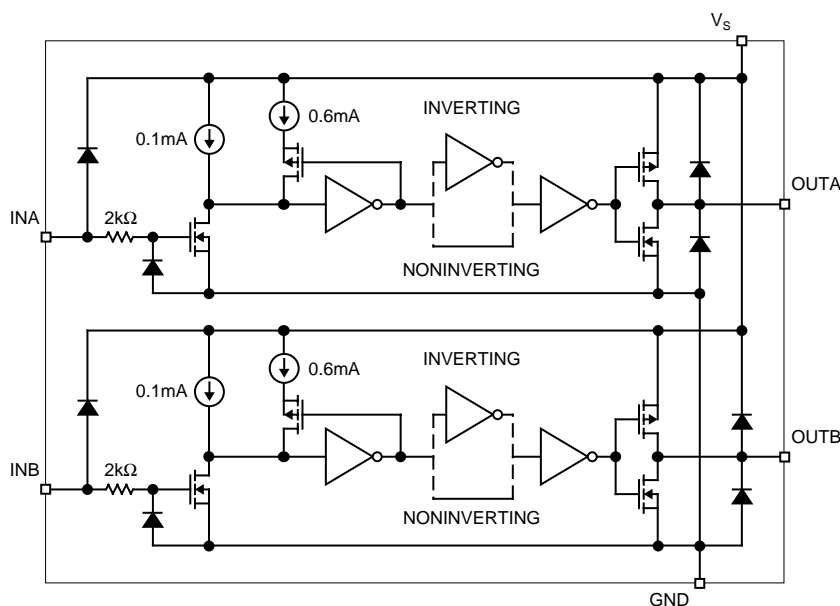 Vₛ
INVERTING
0.6mA
0.1mA
OUTA
INA
2kΩ
NONINVERTING
INVERTING
0.6mA
0.1mA
OUTB
INB
2kΩ
NONINVERTING
GND